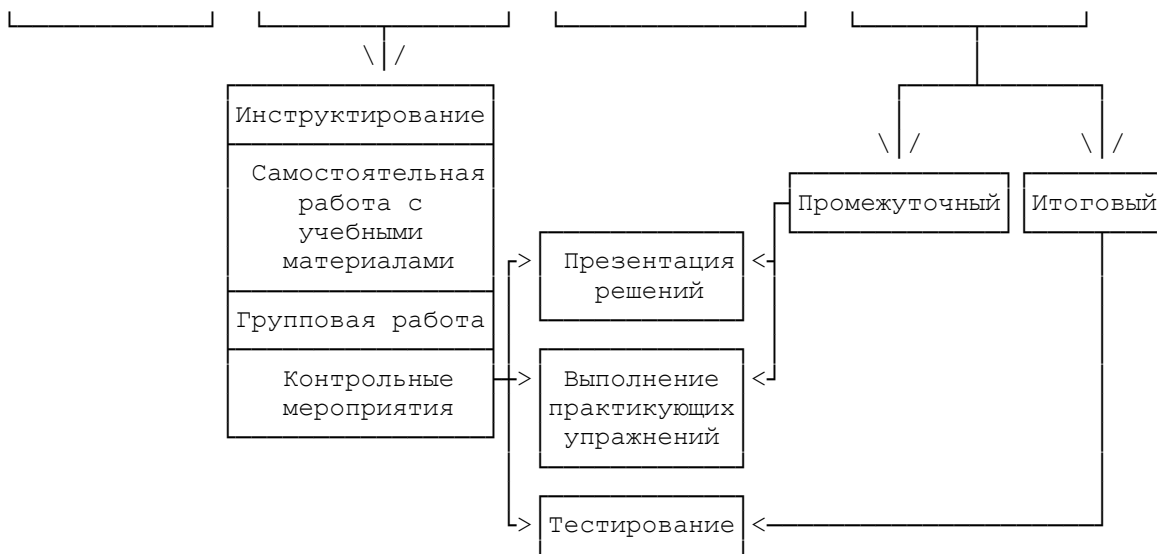 Инструктирование
Самостоятельная
работа с
учебными
материалами
Групповая работа
Контрольные
мероприятия
Промежуточный
Итоговый
Презентация
решений
Выполнение
практикующих
упражнений
Тестирование